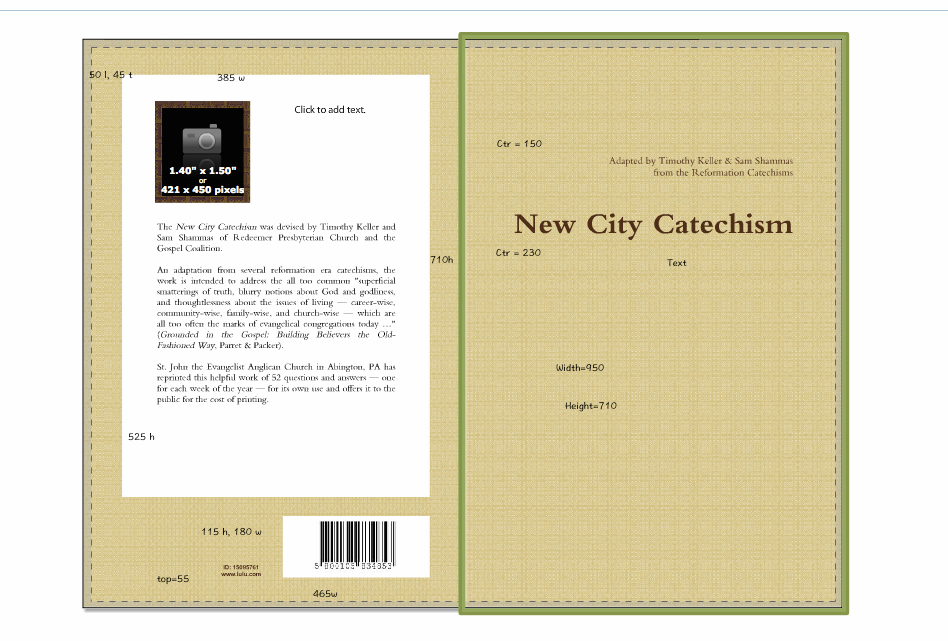 50 l, 45 t
385 w
Click to add text.
1.40" x 1.50"
or
421 x 450 pixels
The New City Catechism was devised by Timothy Keller and
Sam Shammas of Redeemer Presbyterian Church and the
Gospel Coalition.
710h
An adaptation from several reformation era catechisms, the
work is intended to address the all too common "superficial
smatterings of truth, blurry notions about God and godliness,
and thoughtlessness about the issues of living — career-wise,
community-wise, family-wise, and church-wise — which are
all too often the marks of evangelical congregations today …"
(Grounded in the Gospel: Building Believers the Old-
Fashioned Way, Parret & Packer).
St. John the Evangelist Anglican Church in Abington, PA has
reprinted this helpful work of 52 questions and answers — one
for each week of the year — for its own use and offers it to the
public for the cost of printing.
525 h
115 h, 180 w
ID: 15095761
www.lulu.com
top=55
5 800105 834853
465w
Ctr = 150
Adapted by Timothy Keller & Sam Shammas
from the Reformation Catechisms
New City Catechism
Ctr = 230
Text
Width=950
Height=710